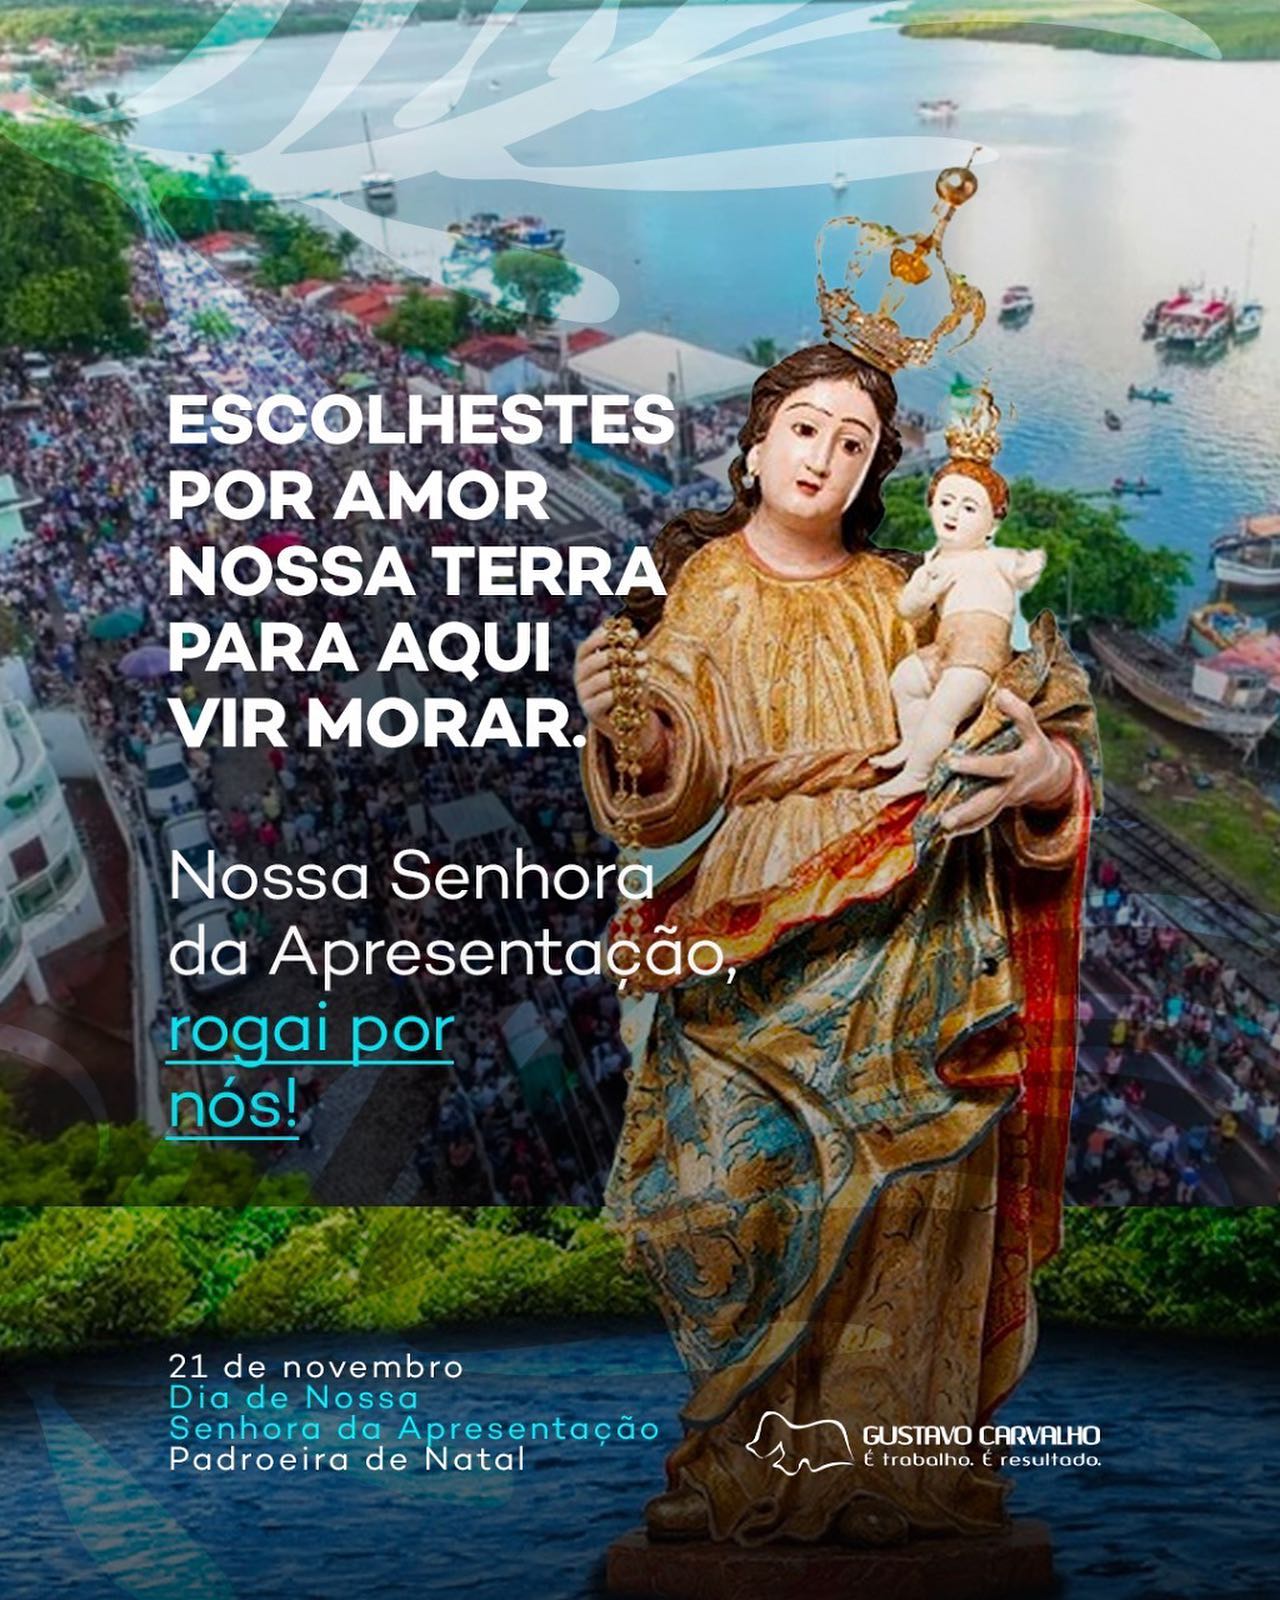 ESCOLHESTES
POR AMOR
NOSSA TERRA
PARA AQUI
VIR MORAR.
Nossa Senhora
da Apresentação,
rogai por
nós!
21 de novembro
Dia de Nossa
Senhora da Apresentação
Padroeira de Natal
GUSTAVO CARVALHO
É trabalho. É resultado.